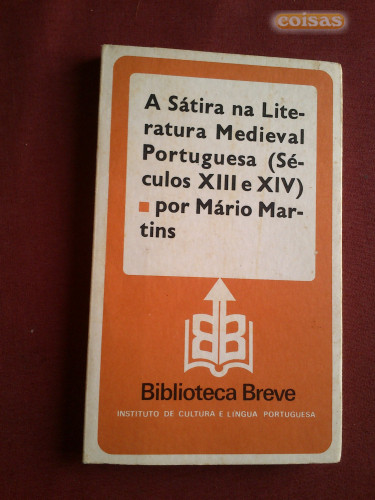 coisas
A Sátira na Lite-
ratura Medieval
Portuguesa (Sé-
culos XIII e XIV)
por Mário Mar-
tins
BB
Biblioteca Breve
INSTITUTO DE CULTURA E LÍNGUA PORTUGUESA